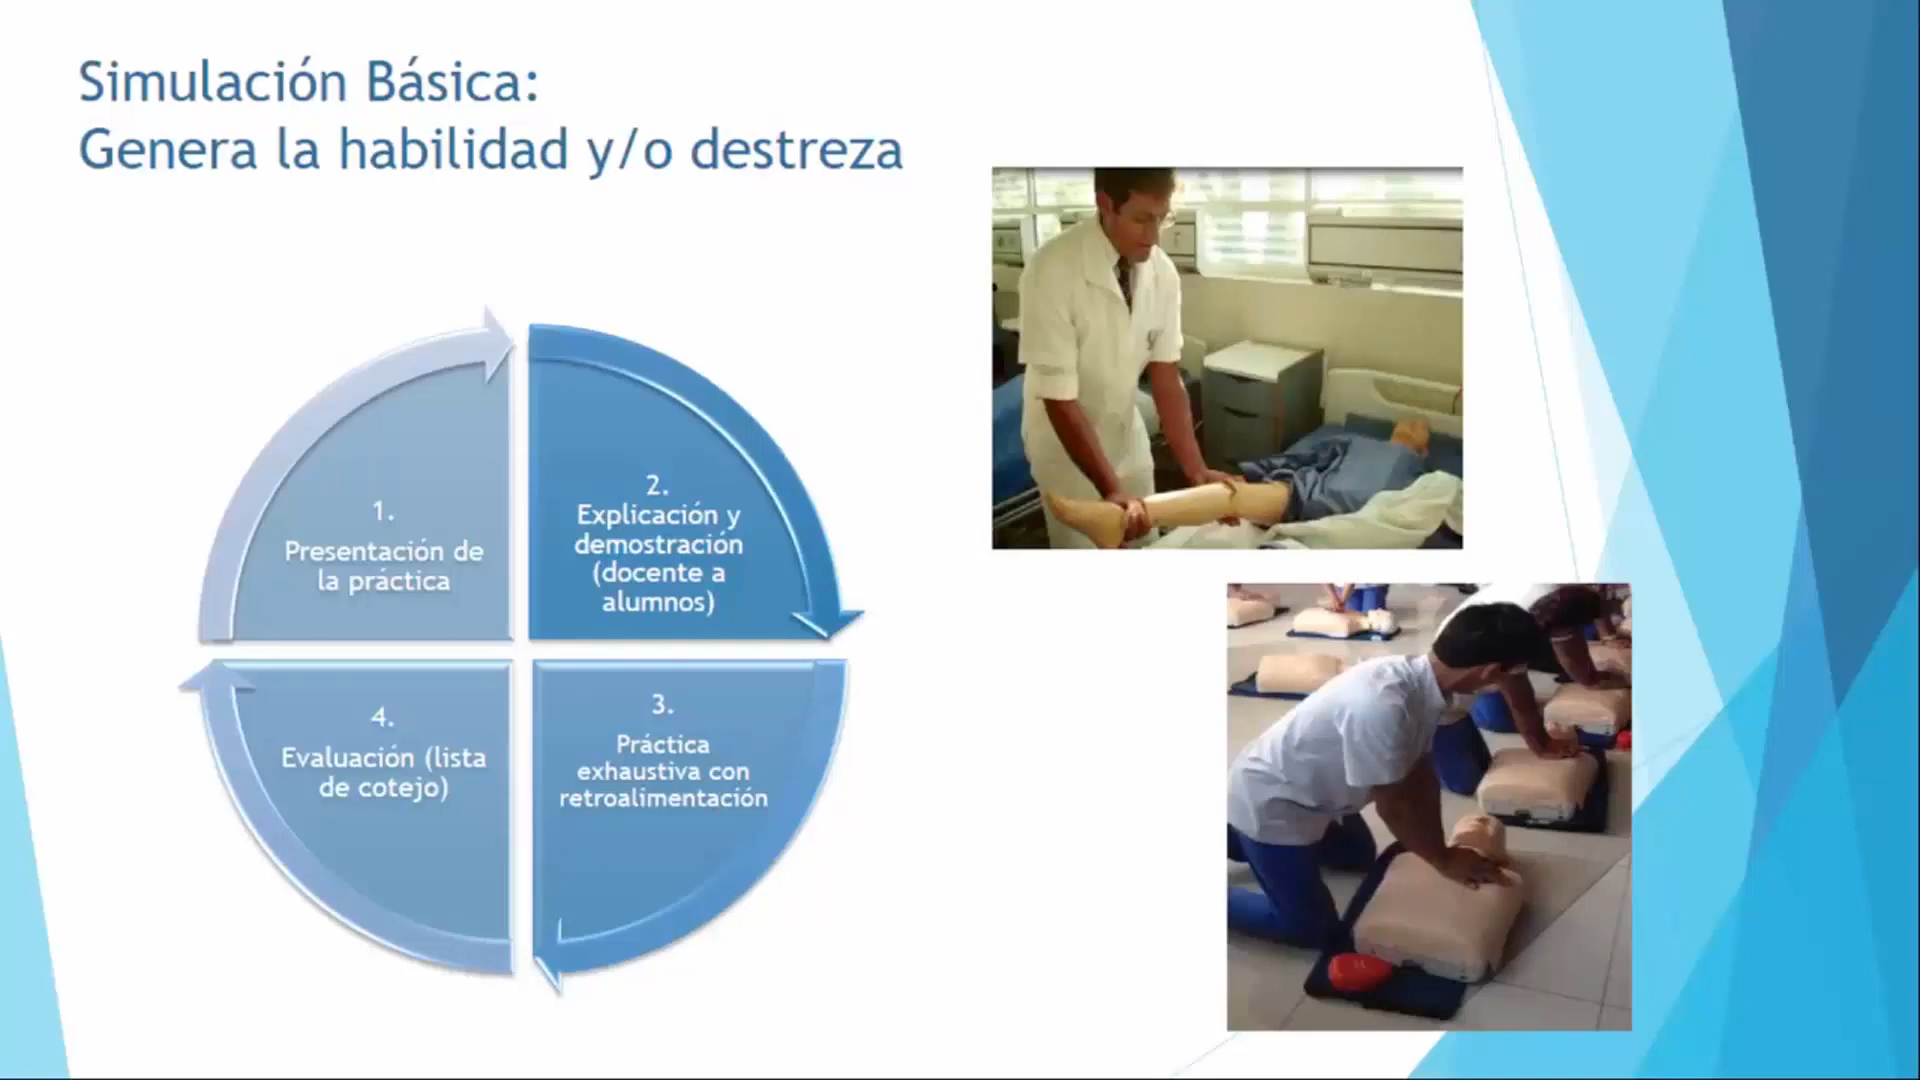 Simulación Básica:
Genera la habilidad y/o destreza
1.
Presentación de
la práctica
2.
Explicación y
demostración
(docente a
alumnos)
3.
Práctica
exhaustiva con
retroalimentación
4.
Evaluación (lista
de cotejo)